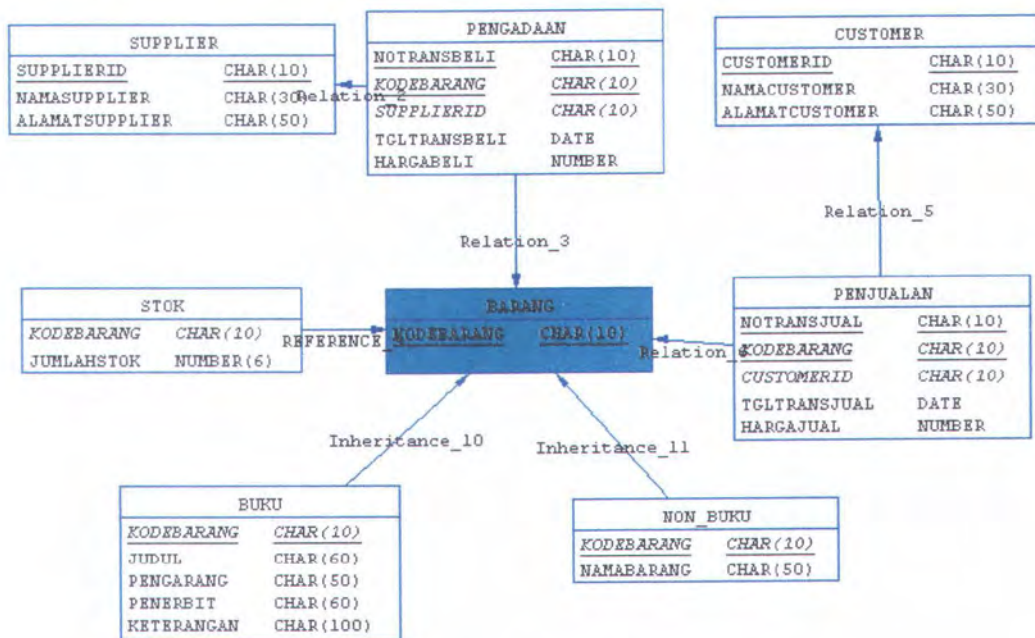 SUPPLIER
SUPPLIERID CHAR(10)
NAMASUPPLIER CHAR(30)
ALAMATSUPPLIER CHAR(50)
Relation_2
PENGADAAN
NOTRANSBELI CHAR(10)
KODEBARANG CHAR(10)
SUPPLIERID CHAR(10)
TGLTRANSBELI DATE
HARGABELI NUMBER
CUSTOMER
CUSTOMERID CHAR(10)
NAMACUSTOMER CHAR(30)
ALAMATCUSTOMER CHAR(50)
Relation_3
Relation_5
STOK
KODEBARANG CHAR(10)
JUMLAHSTOK NUMBER(6)
REFERENCE_
BARANG
KODEBARANG CHAR(10)
Relation_6
PENJUALAN
NOTRANSJUAL CHAR(10)
KODEBARANG CHAR(10)
CUSTOMERID CHAR(10)
TGLTRANSJUAL DATE
HARGAJUAL NUMBER
Inheritance_10
Inheritance_11
BUKU
KODEBARANG CHAR(10)
JUDUL CHAR(60)
PENGARANG CHAR(50)
PENERBIT CHAR(60)
KETERANGAN CHAR(100)
NON_BUKU
KODEBARANG CHAR(10)
NAMABARANG CHAR(50)